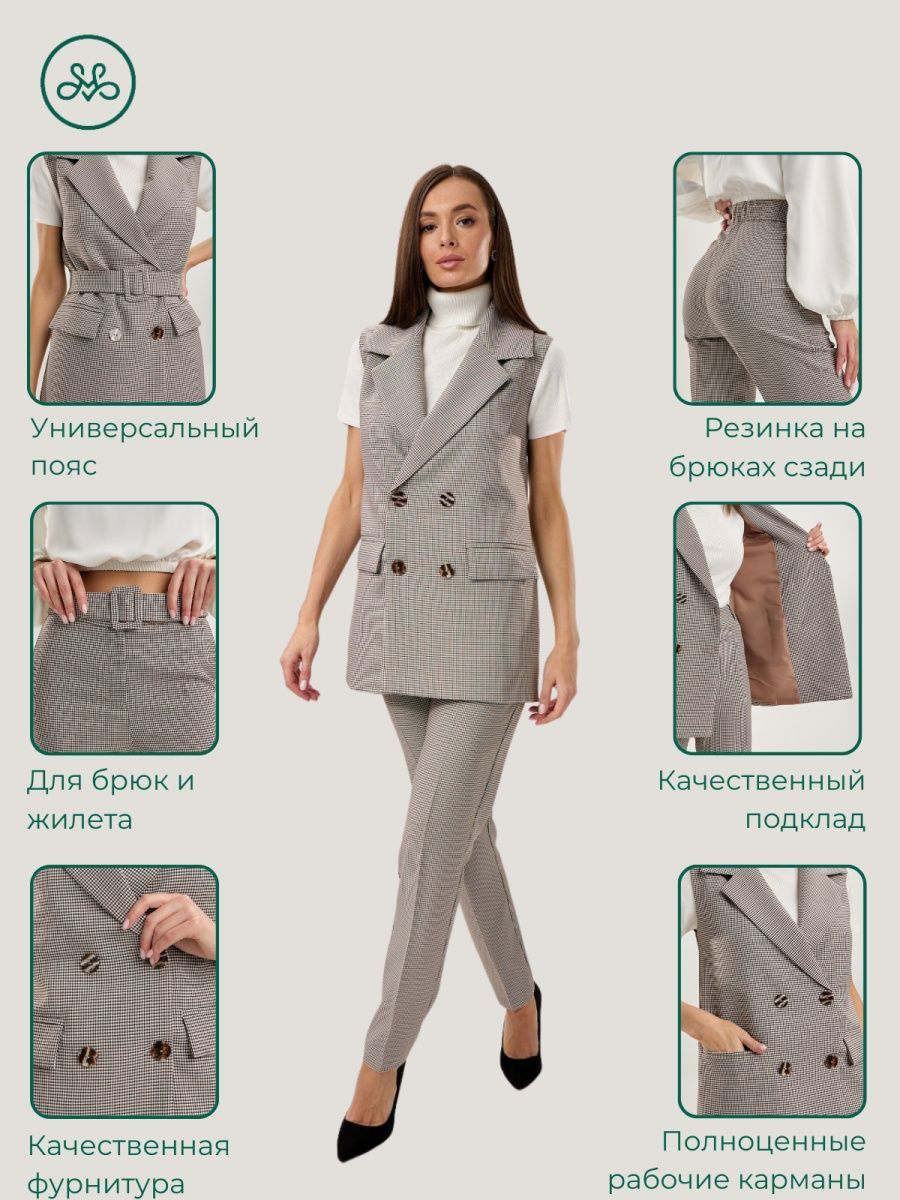 Универсальный
пояс
Резинка на
брюках сзади
Для брюк и
жилета
Качественный
подклад
Качественная
фурнитура
Полноценные
рабочие карманы